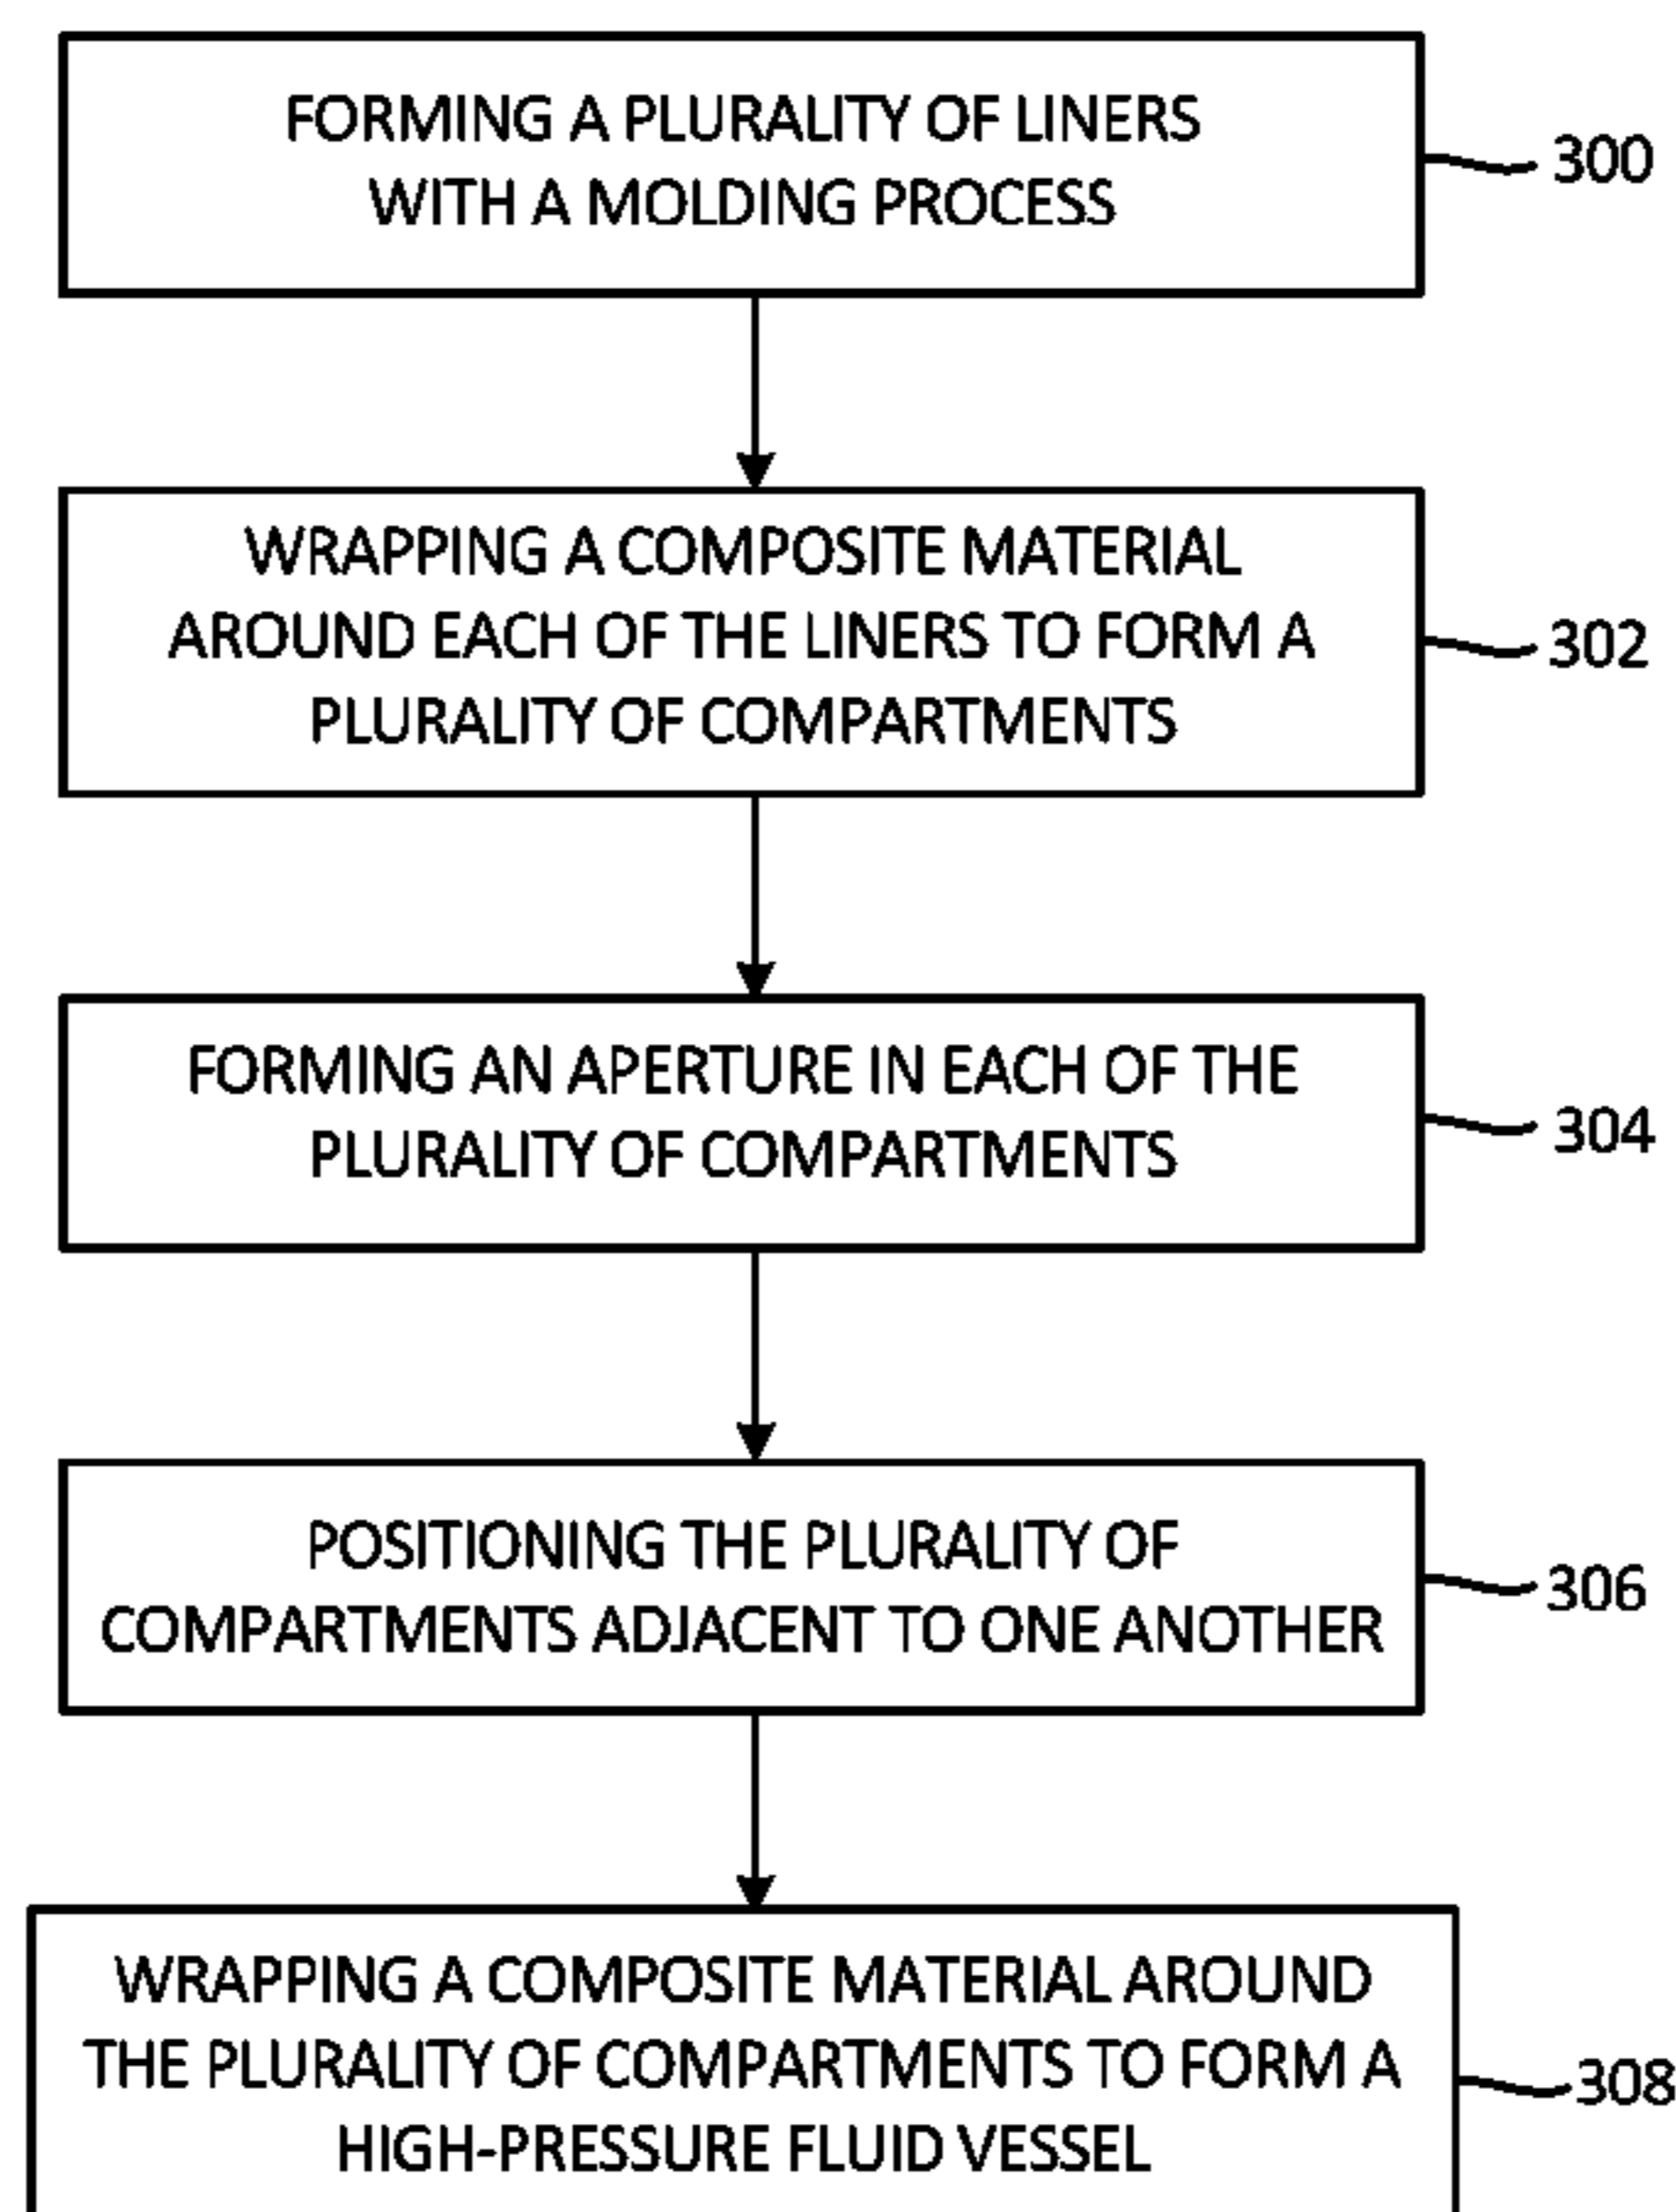 FORMING A PLURALITY OF LINERS
WITH A MOLDING PROCESS
300
WRAPPING A COMPOSITE MATERIAL
AROUND EACH OF THE LINERS TO FORM A
PLURALITY OF COMPARTMENTS
302
FORMING AN APERTURE IN EACH OF THE
PLURALITY OF COMPARTMENTS
304
POSITIONING THE PLURALITY OF
COMPARTMENTS ADJACENT TO ONE ANOTHER
306
WRAPPING A COMPOSITE MATERIAL AROUND
THE PLURALITY OF COMPARTMENTS TO FORM A
HIGH-PRESSURE FLUID VESSEL
308